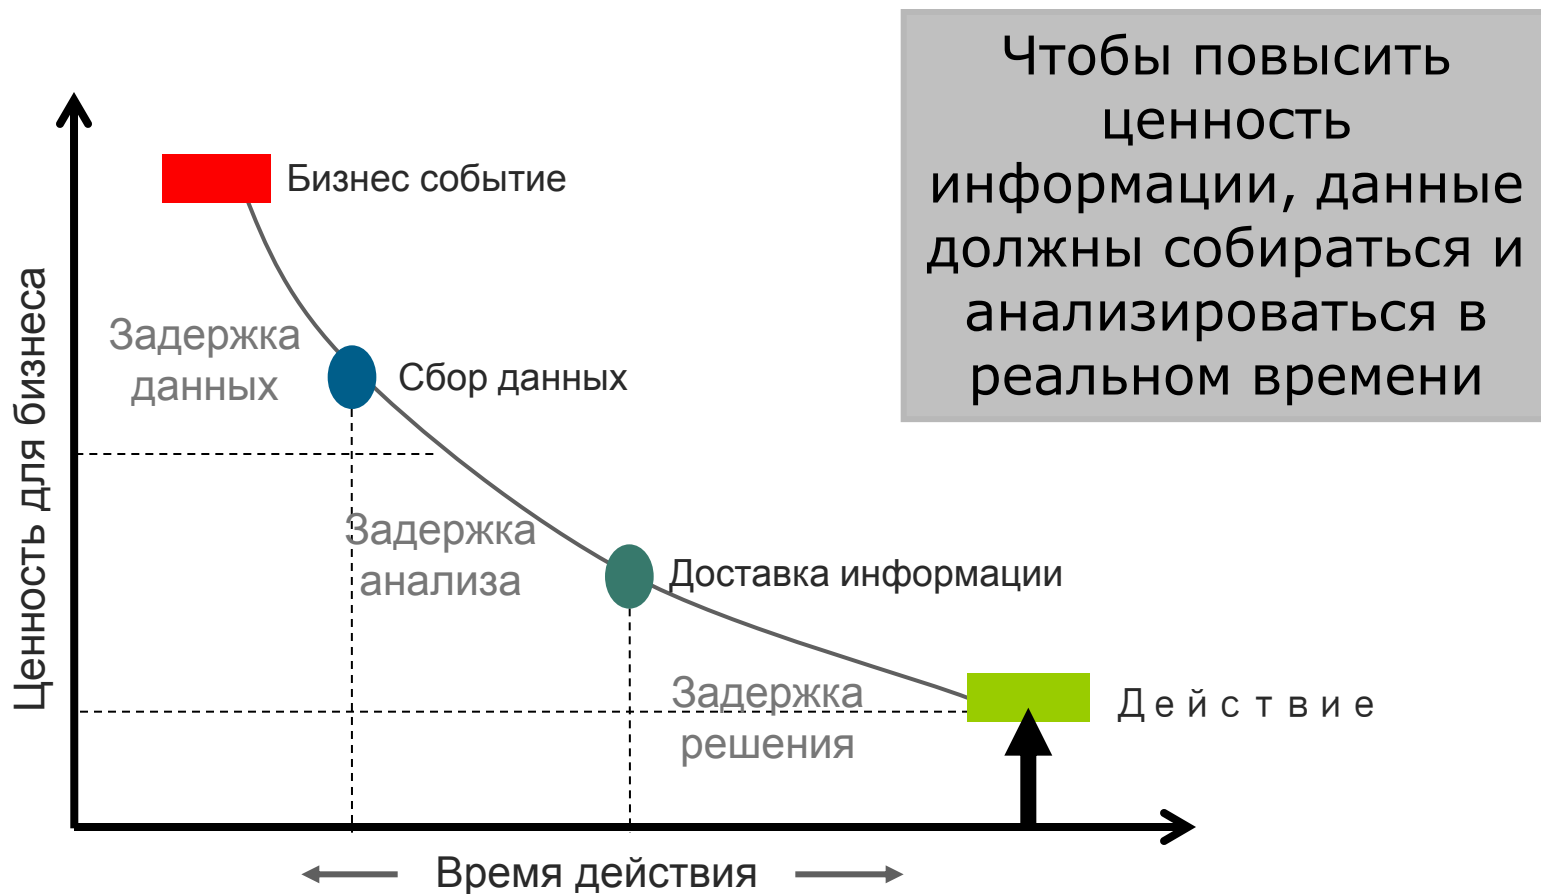 Чтобы повысить
ценность
информации, данные
должны собираться и
анализироваться в
реальном времени
Бизнес событие
Задержка
данных
Сбор данных
Ценность для бизнеса
Задержка
анализа
Доставка информации
Задержка
решения
Действие
Время действия